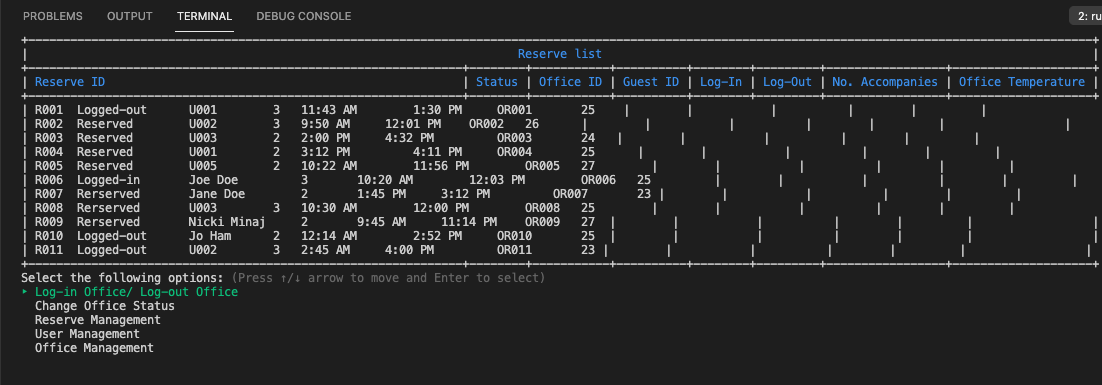 PROBLEMS OUTPUT TERMINAL DEBUG CONSOLE 2: ru
Reserve list
| Reserve ID | Status | Office ID | Guest ID | Log-In | Log-Out | No. Accompanies | Office Temperature |
| R001 Logged-out U001 3 11:43 AM 1:30 PM OR001 25 | | | | | |
| R002 Reserved U002 3 9:50 AM 12:01 PM OR002 26 | | | | | | |
| R003 Reserved U003 2 2:00 PM 4:32 PM OR003 24 | | | | | | |
| R004 Reserved U001 2 3:12 PM 4:11 PM OR004 25 | | | | | |
| R005 Reserved U005 2 10:22 AM 11:56 PM OR005 27 | | | | | |
| R006 Logged-in Joe Doe 3 10:20 AM 12:03 PM OR006 25 | | | | | |
| R007 Rerserved Jane Doe 2 1:45 PM 3:12 PM OR007 23 | | | | | | |
| R008 Rerserved U003 3 10:30 AM 12:00 PM OR008 25 | | | | | |
| R009 Rerserved Nicki Minaj 2 9:45 AM 11:14 PM OR009 27 | | | | | | |
| R010 Logged-out Jo Ham 2 12:14 AM 2:52 PM OR010 25 | | | | | | |
| R011 Logged-out U002 3 2:45 AM 4:00 PM OR011 23 | | | | | | |
Select the following options: (Press ↑/↓ arrow to move and Enter to select)
‣ Log-in Office/ Log-out Office
Change Office Status
Reserve Management
User Management
Office Management